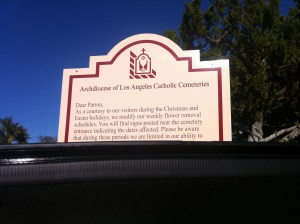 Archdiocese of Los Angeles Catholic Cemeteries
Dear Patron,
As a courtesy to our visitors during the Christmas and
Easter holidays, we modify our weekly flower removal
schedules. You will find signs posted near the cemetery
entrance indicating the dates affected. Please be aware
that during these periods we are limited in our ability to